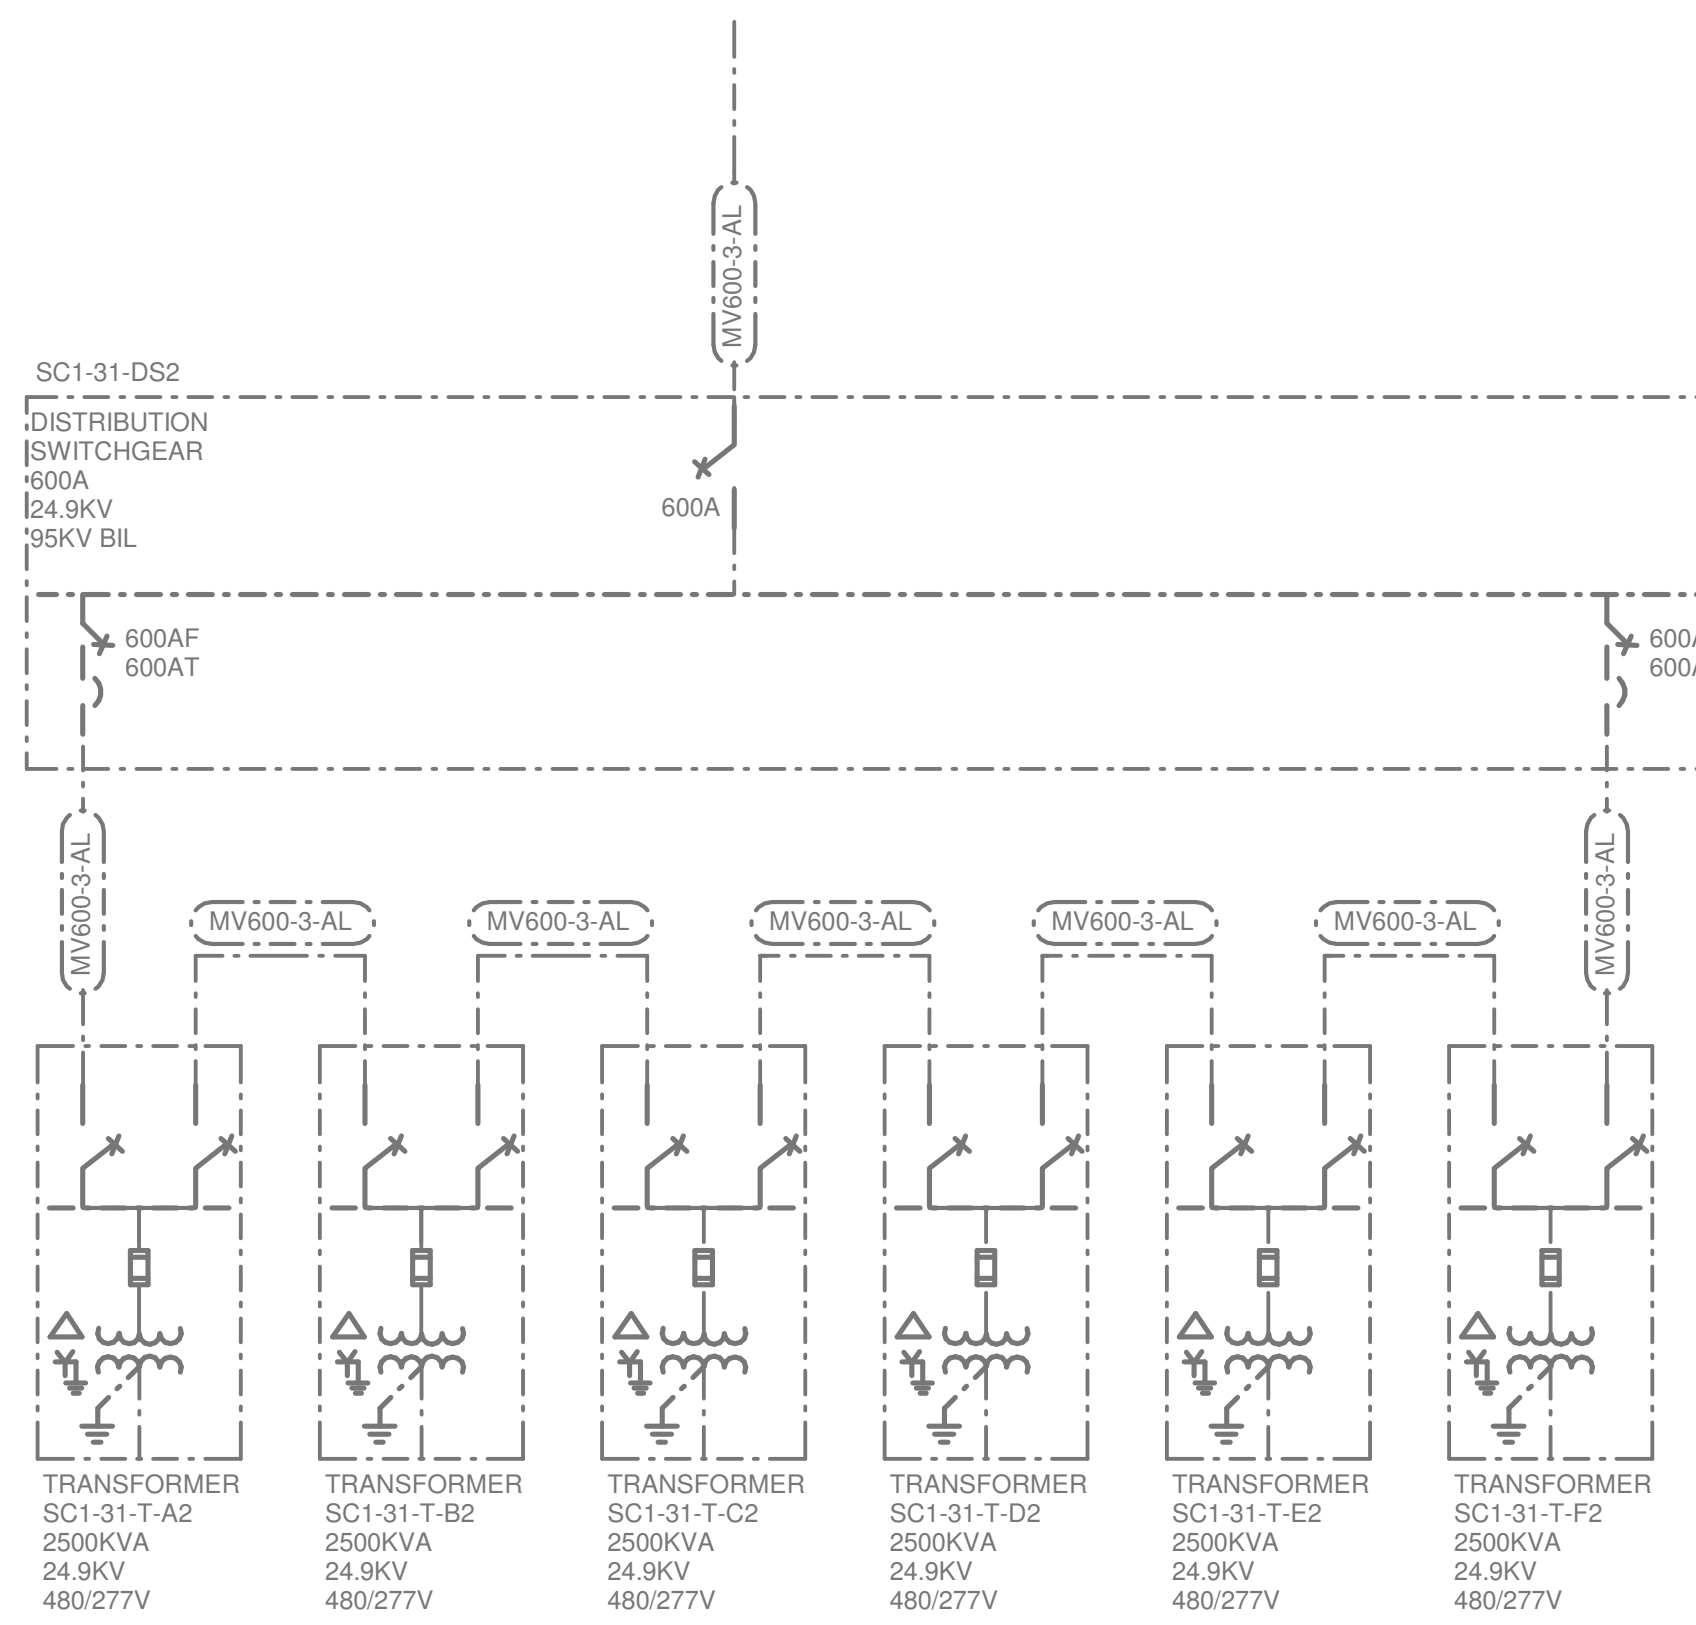 MV600-3-AL
SC1-31-DS2
DISTRIBUTION
SWITCHGEAR
600A
24.9KV
95KV BIL
600A
600AF
600AT
600A
600A
MV600-3-AL
MV600-3-AL
MV600-3-AL
MV600-3-AL
MV600-3-AL
MV600-3-AL
MV600-3-AL
TRANSFORMER
SC1-31-T-A2
2500KVA
24.9KV
480/277V
TRANSFORMER
SC1-31-T-B2
2500KVA
24.9KV
480/277V
TRANSFORMER
SC1-31-T-C2
2500KVA
24.9KV
480/277V
TRANSFORMER
SC1-31-T-D2
2500KVA
24.9KV
480/277V
TRANSFORMER
SC1-31-T-E2
2500KVA
24.9KV
480/277V
TRANSFORMER
SC1-31-T-F2
2500KVA
24.9KV
480/277V